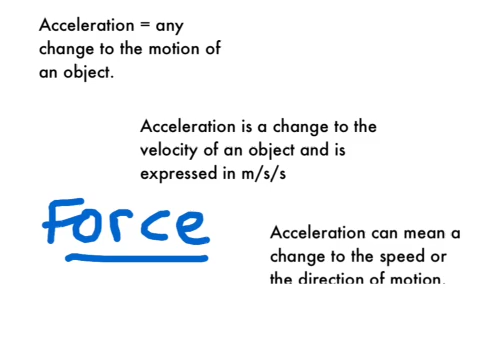 Acceleration = any
change to the motion of
an object.
Acceleration is a change to the
velocity of an object and is
expressed in m/s/s
Force
Acceleration can mean a
change to the speed or
the direction of motion.